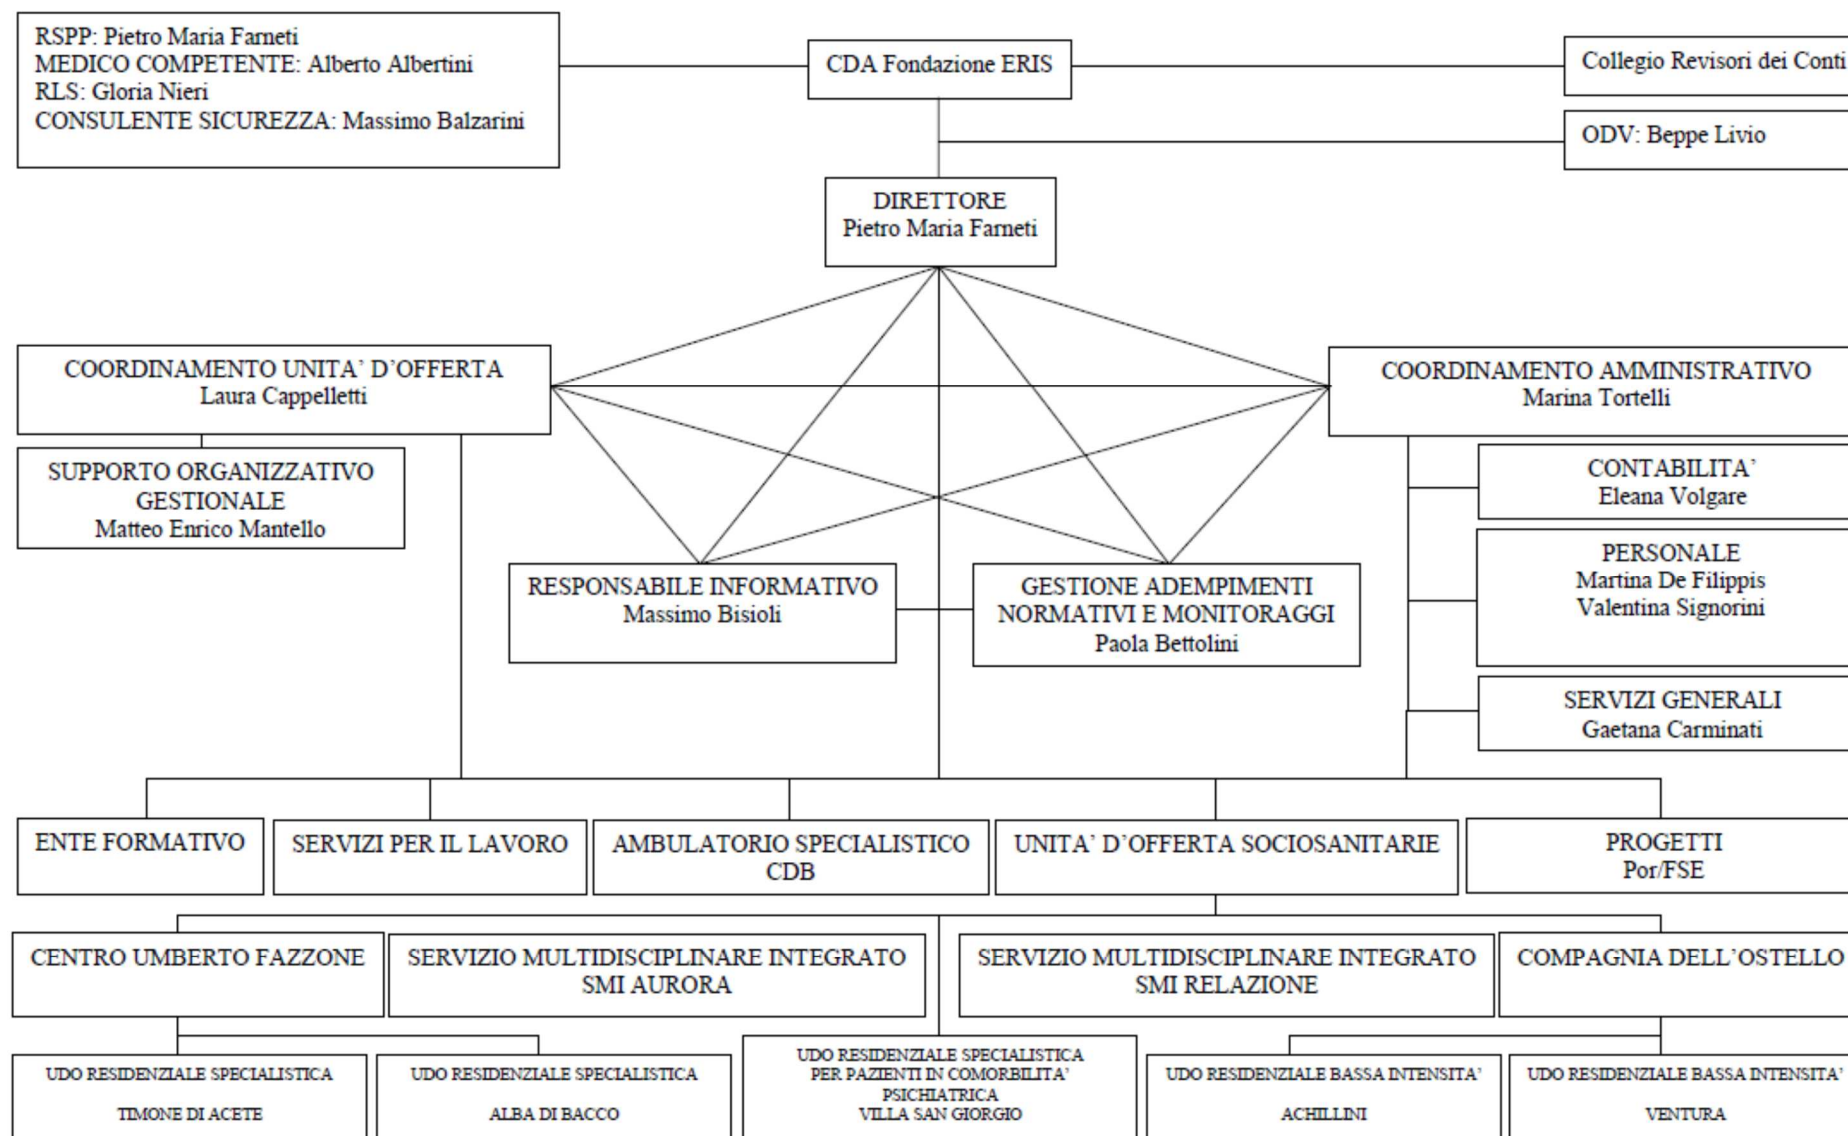 RSPP: Pietro Maria Farneti
MEDICO COMPETENTE: Alberto Albertini
RLS: Gloria Nieri
CONSULENTE SICUREZZA: Massimo Balzarini
CDA Fondazione ERIS
Collegio Revisori dei Conti
ODV: Beppe Livio
DIRETTORE
Pietro Maria Farneti
COORDINAMENTO UNITA’ D’OFFERTA
Laura Cappelletti
COORDINAMENTO AMMINISTRATIVO
Marina Tortelli
SUPPORTO ORGANIZZATIVO
GESTIONALE
Matteo Enrico Mantello
CONTABILITA’
Eleana Volgare
PERSONALE
Martina De Filippis
Valentina Signorini
RESPONSABILE INFORMATIVO
Massimo Bisioli
GESTIONE ADEMPIMENTI
NORMATIVI E MONITORAGGI
Paola Bettolini
SERVIZI GENERALI
Gaetana Carminati
ENTE FORMATIVO
SERVIZI PER IL LAVORO
AMBULATORIO SPECIALISTICO
CDB
UNITA’ D’OFFERTA SOCIOSANITARIE
PROGETTI
Por/FSE
CENTRO UMBERTO FAZZONE
SERVIZIO MULTIDISCIPLINARE INTEGRATO
SMI AURORA
SERVIZIO MULTIDISCIPLINARE INTEGRATO
SMI RELAZIONE
COMPAGNIA DELL’OSTELLO
UDO RESIDENZIALE SPECIALISTICA
TIMONE DI ACETE
UDO RESIDENZIALE SPECIALISTICA
ALBA DI BACCO
UDO RESIDENZIALE SPECIALISTICA
PER PAZIENTI IN COMORBILITA’
PSICHIATRICA
VILLA SAN GIORGIO
UDO RESIDENZIALE BASSA INTENSITA’
ACHILLINI
UDO RESIDENZIALE BASSA INTENSITA’
VENTURA